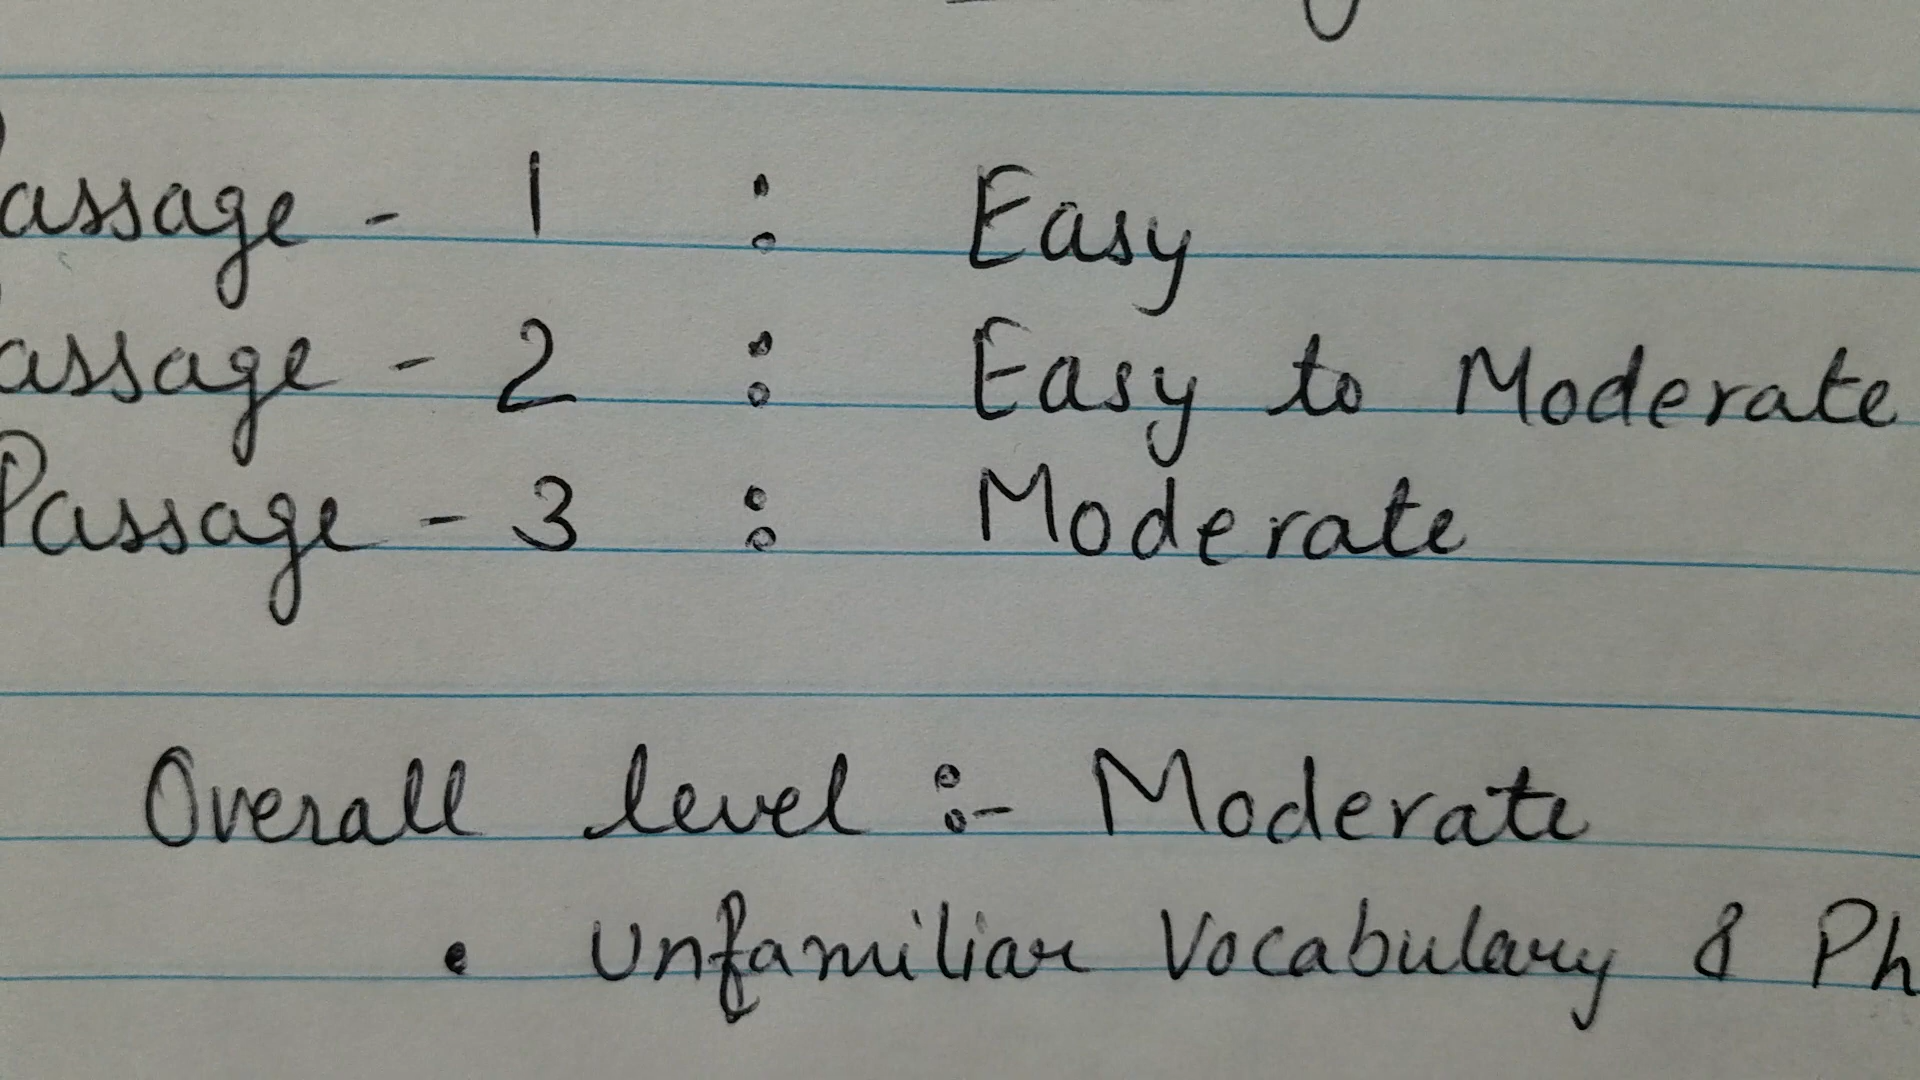 assage - 1 : Easy
assage - 2 : Easy to Moderate
Passage - 3 : Moderate
Overall level :- Moderate
• Unfamiliar Vocabulary & Ph